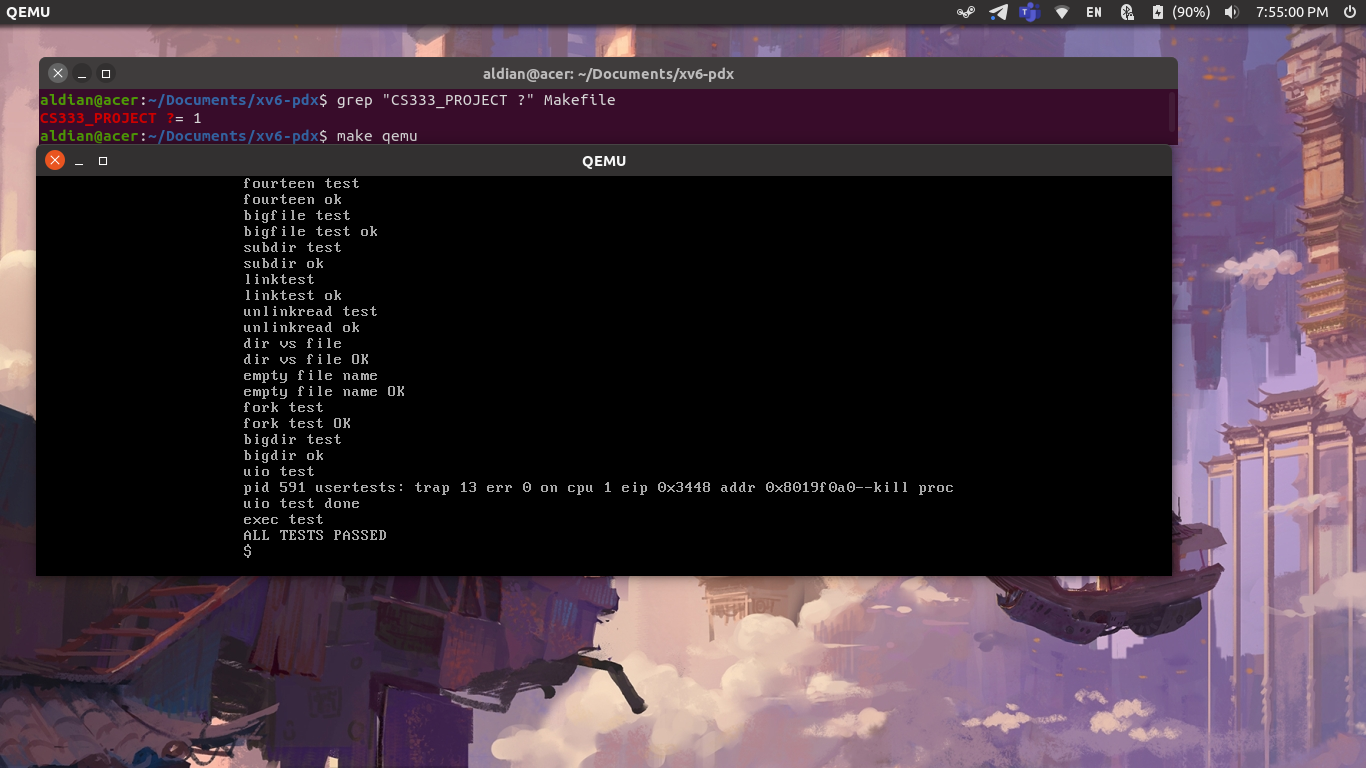 QEMU
EN
(90%)
7:55:00 PM
aldian@acer: ~/Documents/xv6-pdx
aldian@acer:~/Documents/xv6-pdx$ grep "CS333_PROJECT ?" Makefile
CS333_PROJECT ?= 1
aldian@acer:~/Documents/xv6-pdx$ make qemu
QEMU
fourteen test
fourteen ok
bigfile test
bigfile test ok
subdir test
subdir ok
linktest
linktest ok
unlinkread test
unlinkread ok
dir vs file
dir vs file OK
empty file name
empty file name OK
fork test
fork test OK
bigdir test
bigdir ok
uio test
pid 591 usertests: trap 13 err 0 on cpu 1 eip 0x3448 addr 0x8019f0a0--kill proc
uio test done
exec test
ALL TESTS PASSED
$